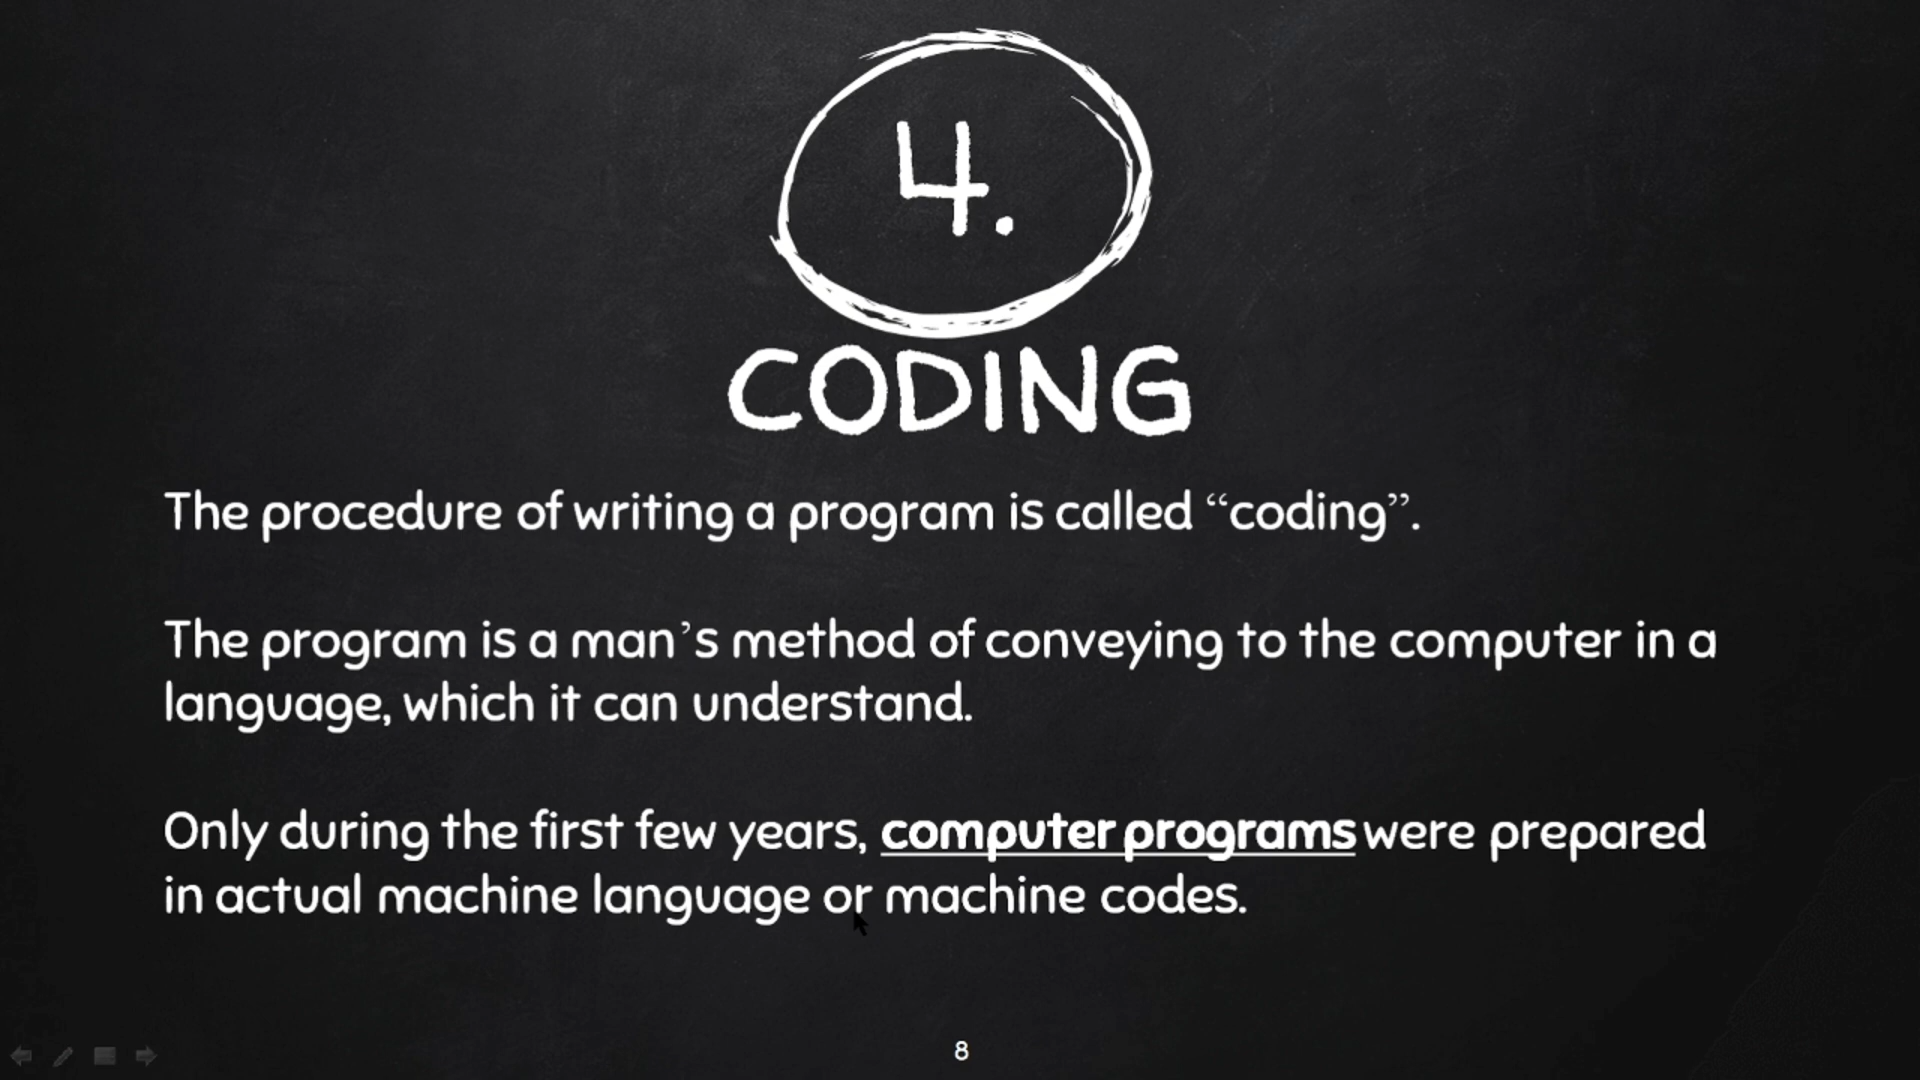 4.
CODING
The procedure of writing a program is called “coding”.
The program is a man’s method of conveying to the computer in a
language, which it can understand.
Only during the first few years, computer programs were prepared
in actual machine language or machine codes.
8